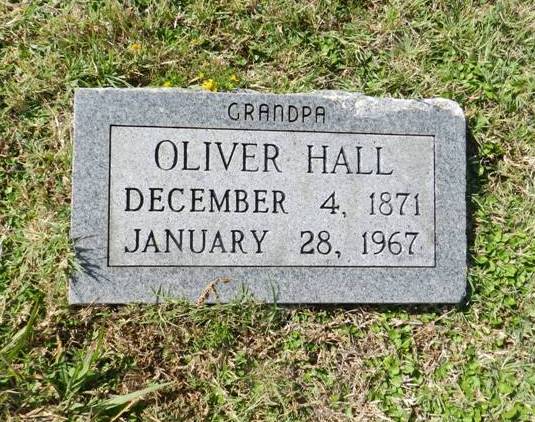 GRANDPA
OLIVER HALL
DECEMBER 4, 1871
JANUARY 28, 1967